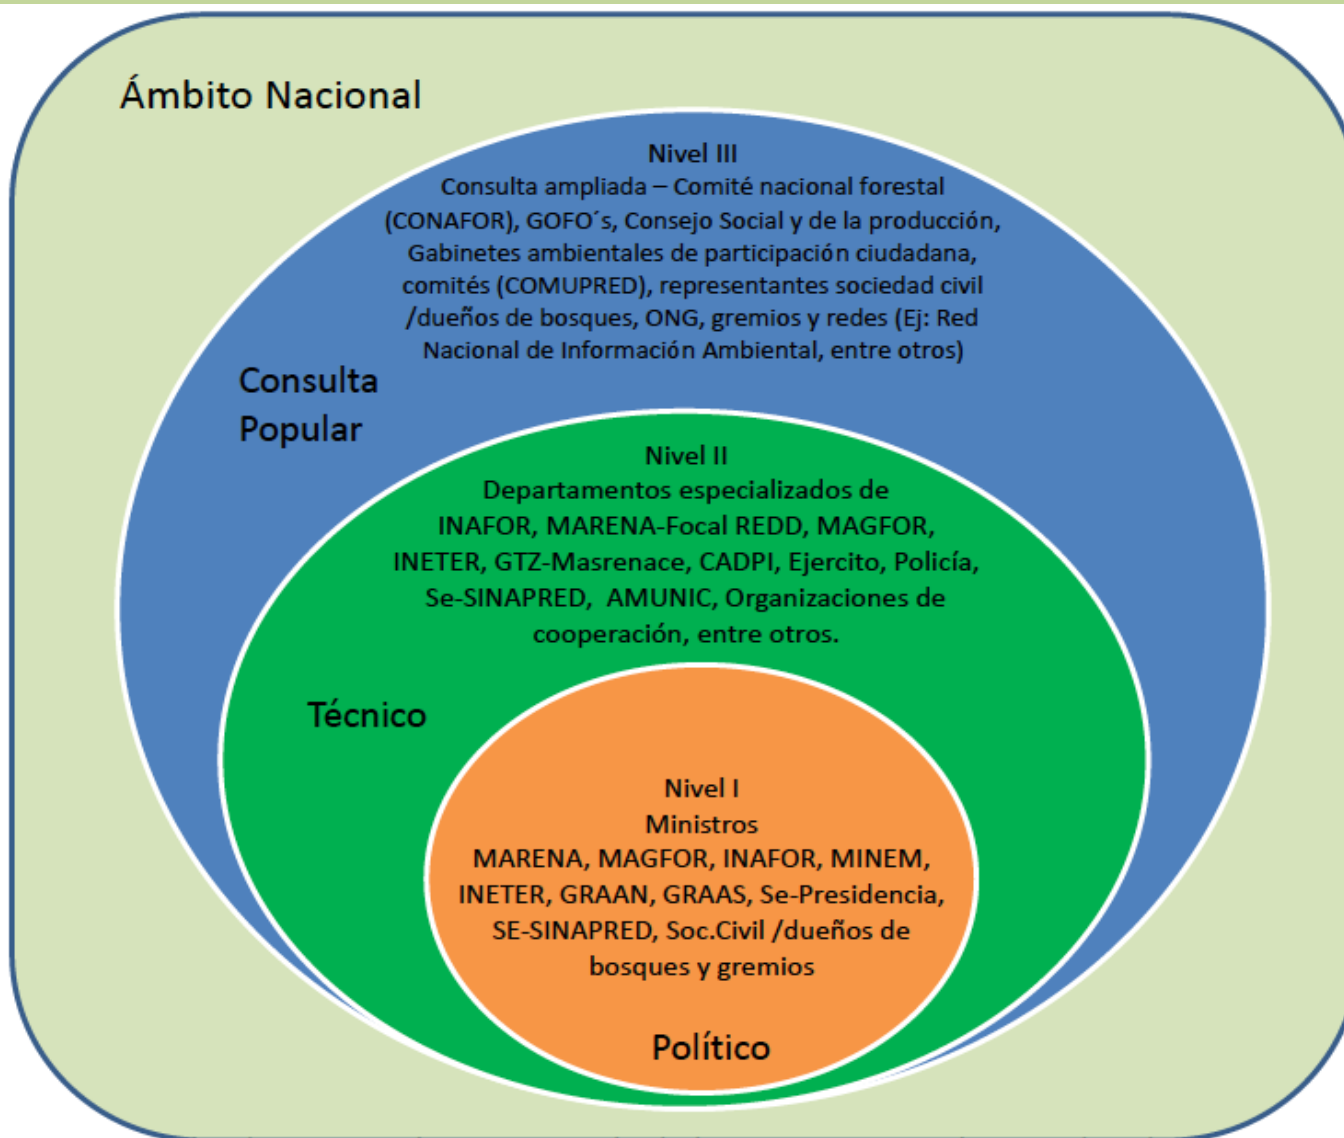 Ámbito Nacional
Nivel III
Consulta ampliada – Comité nacional forestal
(CONAFOR), GOFO´s, Consejo Social y de la producción,
Gabinetes ambientales de participación ciudadana,
comités (COMUPRED), representantes sociedad civil
/dueños de bosques, ONG, gremios y redes (Ej: Red
Nacional de Información Ambiental, entre otros)
Consulta
Popular
Nivel II
Departamentos especializados de
INAFOR, MARENA-Focal REDD, MAGFOR,
INETER, GTZ-Masrenace, CADPI, Ejercito, Policía,
Se-SINAPRED, AMUNIC, Organizaciones de
cooperación, entre otros.
Técnico
Nivel I
Ministros
MARENA, MAGFOR, INAFOR, MINEM,
INETER, GRAAN, GRAAS, Se-Presidencia,
SE-SINAPRED, Soc.Civil /dueños de
bosques y gremios
Político